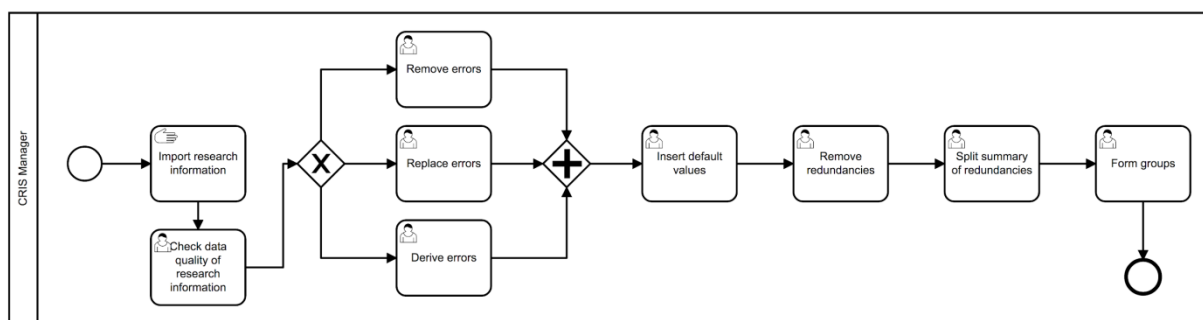 CRIS Manager
Import research
information
Check data
quality of
research
information
X
Remove errors
Replace errors
Derive errors
Insert default
values
Remove
redundancies
Split summary
of redundancies
Form groups